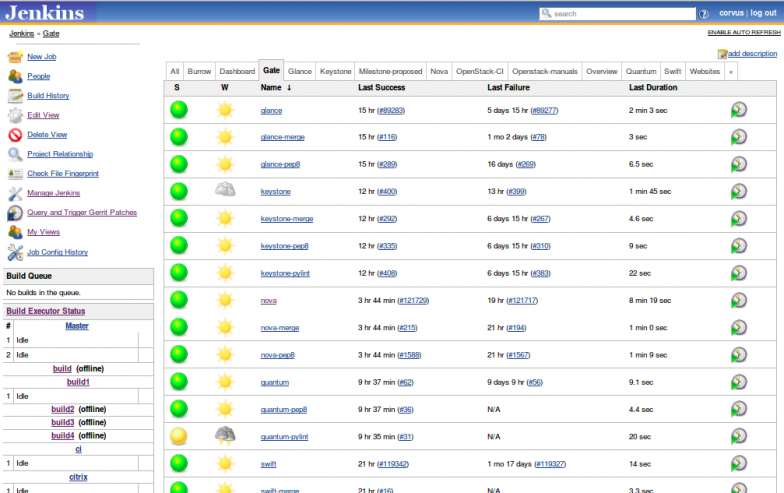 Jenkins
search
corvus | log out
Jenkins » Gate
ENABLE AUTO REFRESH
add description
New Job
People
Build History
Edit View
Delete View
Project Relationship
Check File Fingerprint
Manage Jenkins
Query and Trigger Gerrit Patches
My Views
Job Config History
Build Queue
No builds in the queue.
Build Executor Status
# Master
1 Idle
2 Idle
build (offline)
build1
1 Idle
build2 (offline)
build3 (offline)
build4 (offline)
ci
1 Idle
citrix
1 Idle
All Burrow Dashboard Gate Glance Keystone Milestone-proposed Nova OpenStack-CI Openstack-manuals Overview Quantum Swift Websites +
S W Name ↓ Last Success Last Failure Last Duration
glance 15 hr (#89283) 5 days 15 hr (#89277) 2 min 3 sec
glance-merge 15 hr (#116) 1 mo 2 days (#78) 3 sec
glance-pep8 15 hr (#289) 16 days (#269) 6.5 sec
keystone 12 hr (#400) 13 hr (#399) 1 min 45 sec
keystone-merge 12 hr (#292) 6 days 15 hr (#267) 4.6 sec
keystone-pep8 12 hr (#335) 6 days 15 hr (#310) 9 sec
keystone-pylint 12 hr (#408) 6 days 15 hr (#383) 22 sec
nova 3 hr 44 min (#121729) 19 hr (#121717) 8 min 19 sec
nova-merge 3 hr 44 min (#215) 21 hr (#194) 1 min 0 sec
nova-pep8 3 hr 44 min (#1588) 21 hr (#1567) 1 min 9 sec
quantum 9 hr 37 min (#62) 9 days 9 hr (#56) 9.1 sec
quantum-pep8 9 hr 37 min (#36) N/A 4.4 sec
quantum-pylint 9 hr 35 min (#31) N/A 20 sec
swift 21 hr (#119342) 1 mo 17 days (#119327) 14 sec
swift-merge 21 hr (#16) N/A 3.3 sec